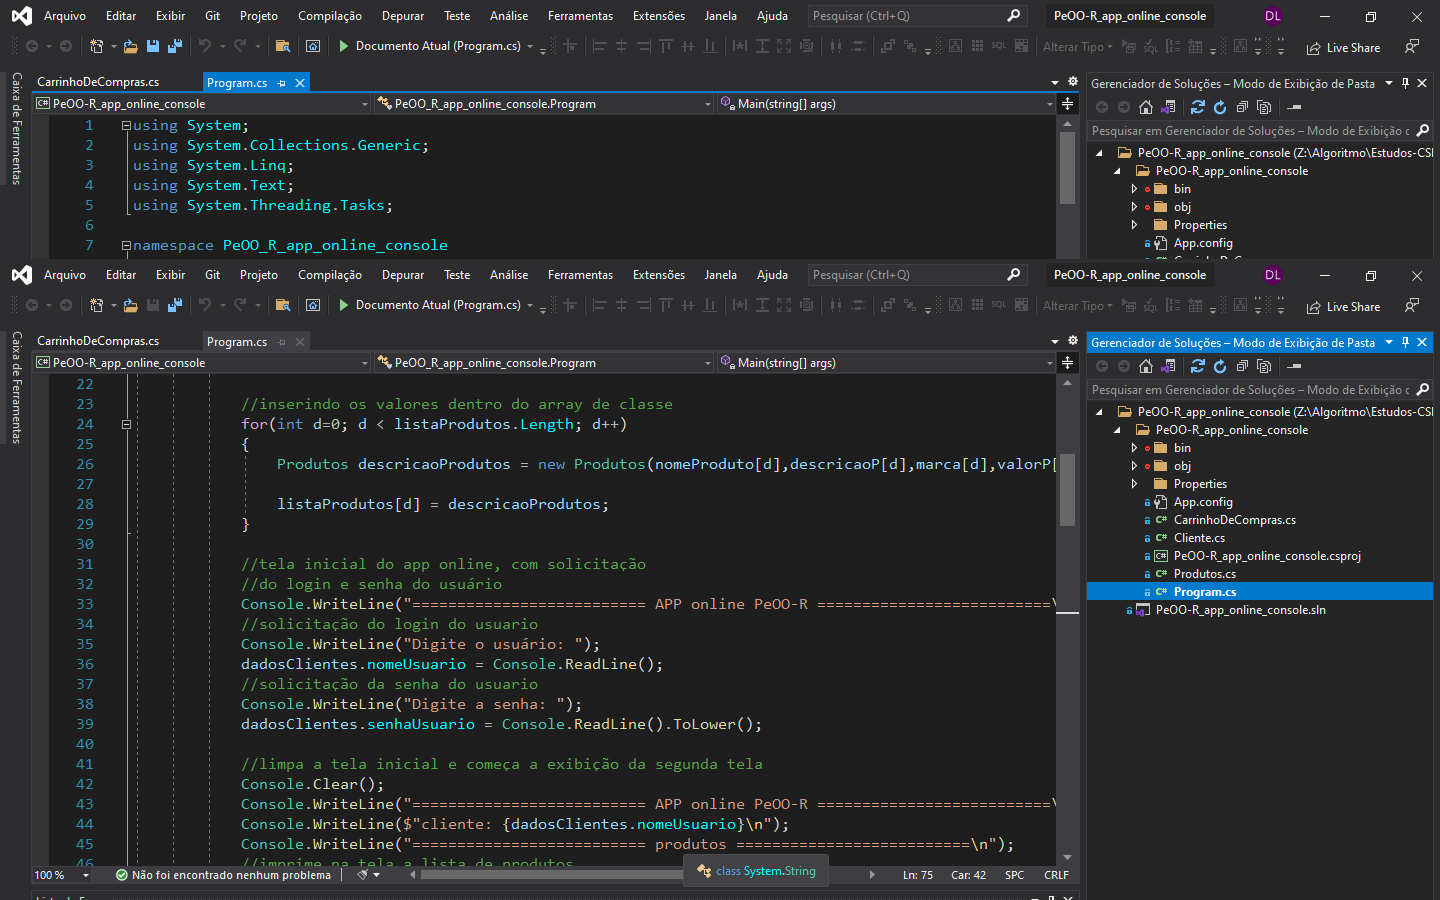 Arquivo Editar Exibir Git Projeto Compilação Depurar Teste Análise Ferramentas Extensões Janela Ajuda Pesquisar (Ctrl+Q) PeOO-R_app_online_console DL
Documento Atual (Program.cs) SQL Alterar Tipo SQL Live Share
Caixa de Ferramentas
CarrinhoDeCompras.cs Program.cs
PeOO-R_app_online_console PeOO_R_app_online_console.Program Main(string[] args)
1 using System;
2 using System.Collections.Generic;
3 using System.Linq;
4 using System.Text;
5 using System.Threading.Tasks;
6
7 namespace PeOO_R_app_online_console
Gerenciador de Soluções – Modo de Exibição de Pasta
Pesquisar em Gerenciador de Soluções – Modo de Exibição c
PeOO-R_app_online_console (Z:\Algoritmo\Estudos-CS
PeOO-R_app_online_console
bin
obj
Properties
App.config
Arquivo Editar Exibir Git Projeto Compilação Depurar Teste Análise Ferramentas Extensões Janela Ajuda Pesquisar (Ctrl+Q) PeOO-R_app_online_console DL
Documento Atual (Program.cs) SQL Alterar Tipo SQL Live Share
Caixa de Ferramentas
CarrinhoDeCompras.cs Program.cs
PeOO-R_app_online_console PeOO_R_app_online_console.Program Main(string[] args)
22
23 //inserindo os valores dentro do array de classe
24 for(int d=0; d < listaProdutos.Length; d++)
25 {
26 Produtos descricaoProdutos = new Produtos(nomeProduto[d],descricaoP[d],marca[d],valorP[
27
28 listaProdutos[d] = descricaoProdutos;
29 }
30
31 //tela inicial do app online, com solicitação
32 //do login e senha do usuário
33 Console.WriteLine("========================== APP online PeOO-R ==========================\
34 //solicitação do login do usuario
35 Console.WriteLine("Digite o usuário: ");
36 dadosClientes.nomeUsuario = Console.ReadLine();
37 //solicitação da senha do usuario
38 Console.WriteLine("Digite a senha: ");
39 dadosClientes.senhaUsuario = Console.ReadLine().ToLower();
40
41 //limpa a tela inicial e começa a exibição da segunda tela
42 Console.Clear();
43 Console.WriteLine("========================== APP online PeOO-R ==========================\
44 Console.WriteLine($"cliente: {dadosClientes.nomeUsuario}\n");
45 Console.WriteLine("========================== produtos ==========================\n");
46 //imprime na tela a lista de produtos
class System.String
100 % Não foi encontrado nenhum problema Ln: 75 Car: 42 SPC CRLF
Gerenciador de Soluções – Modo de Exibição de Pasta
Pesquisar em Gerenciador de Soluções – Modo de Exibição c
PeOO-R_app_online_console (Z:\Algoritmo\Estudos-CS
PeOO-R_app_online_console
bin
obj
Properties
App.config
CarrinhoDeCompras.cs
Cliente.cs
PeOO-R_app_online_console.csproj
Produtos.cs
Program.cs
PeOO-R_app_online_console.sln